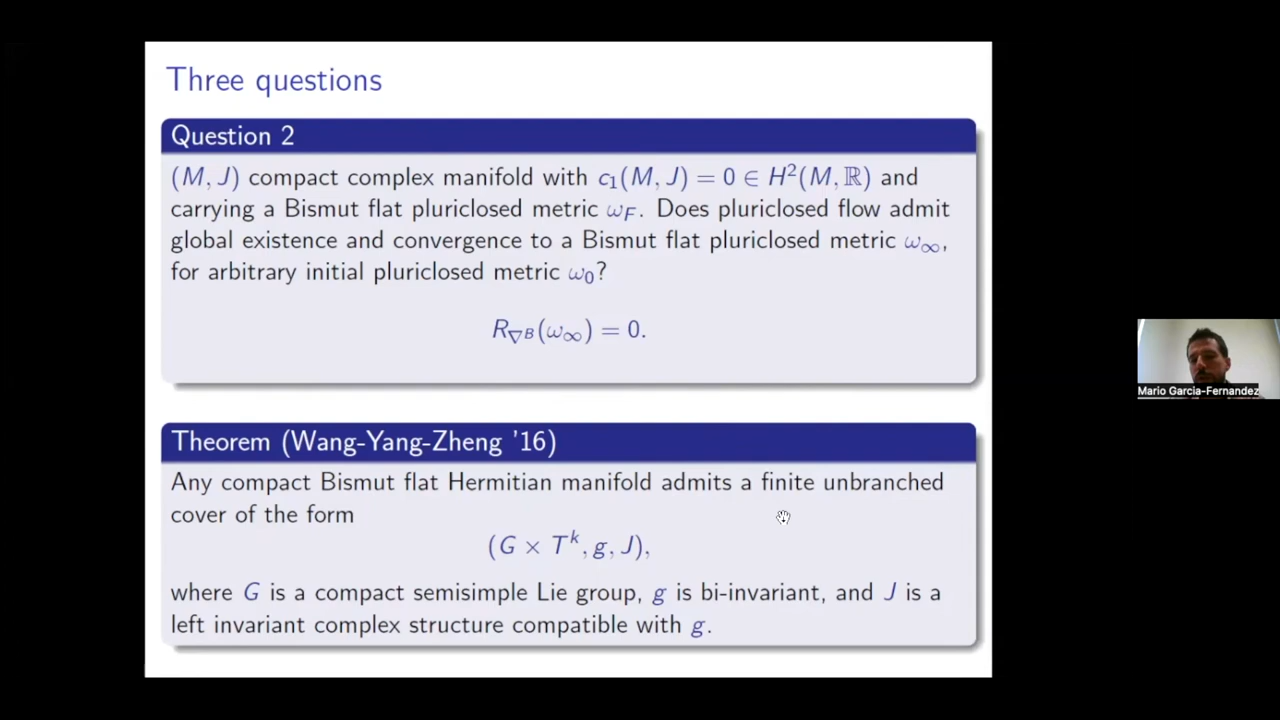 Three questions
Question 2
(M, J) compact complex manifold with c₁(M, J) = 0 ∈ H²(M, ℝ) and
carrying a Bismut flat pluriclosed metric ω_F. Does pluriclosed flow admit
global existence and convergence to a Bismut flat pluriclosed metric ω_∞,
for arbitrary initial pluriclosed metric ω₀?
R_{∇^B}(ω_∞) = 0.
Theorem (Wang-Yang-Zheng '16)
Any compact Bismut flat Hermitian manifold admits a finite unbranched
cover of the form
(G × T^k, g, J),
where G is a compact semisimple Lie group, g is bi-invariant, and J is a
left invariant complex structure compatible with g.
Mario Garcia-Fernandez